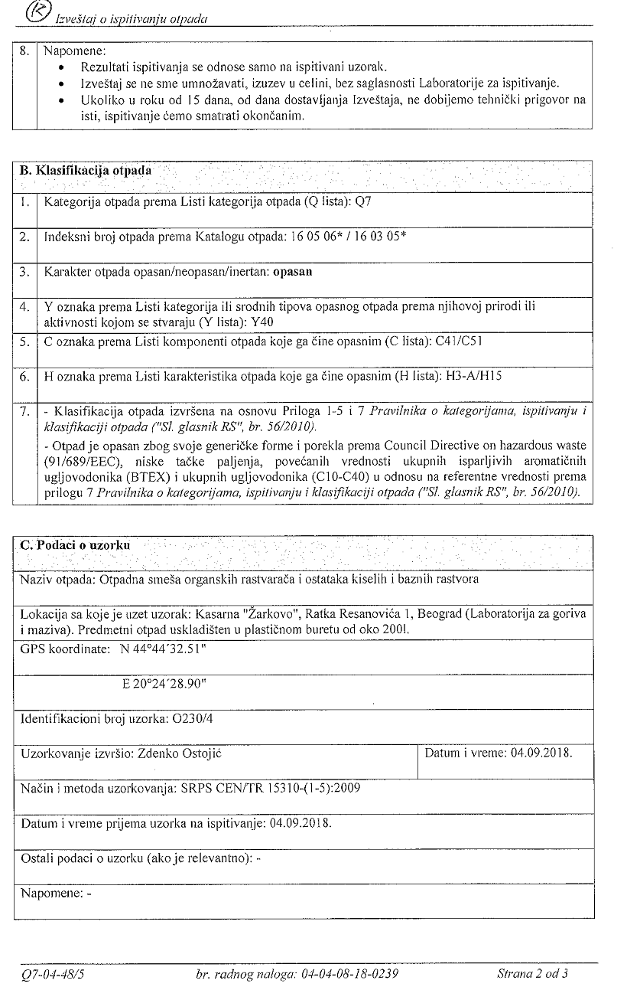 Izveštaj o ispitivanju otpada
8. Napomene:
• Rezultati ispitivanja se odnose samo na ispitivani uzorak.
• Izveštaj se ne sme umnožavati, izuzev u celini, bez saglasnosti Laboratorije za ispitivanje.
• Ukoliko u roku od 15 dana, od dana dostavljanja Izveštaja, ne dobijemo tehnički prigovor na
isti, ispitivanje ćemo smatrati okončanim.
B. Klasifikacija otpada
1. Kategorija otpada prema Listi kategorija otpada (Q lista): Q7
2. Indeksni broj otpada prema Katalogu otpada: 16 05 06* / 16 03 05*
3. Karakter otpada opasan/neopasan/inertan: opasan
4. Y oznaka prema Listi kategorija ili srodnih tipova opasnog otpada prema njihovoj prirodi ili
aktivnosti kojom se stvaraju (Y lista): Y40
5. C oznaka prema Listi komponenti otpada koje ga čine opasnim (C lista): C41/C51
6. H oznaka prema Listi karakteristika otpada koje ga čine opasnim (H lista): H3-A/H15
7. - Klasifikacija otpada izvršena na osnovu Priloga 1-5 i 7 Pravilnika o kategorijama, ispitivanju i
klasifikaciji otpada ("Sl. glasnik RS", br. 56/2010).
- Otpad je opasan zbog svoje generičke forme i porekla prema Council Directive on hazardous waste
(91/689/EEC), niske tačke paljenja, povećanih vrednosti ukupnih isparljivih aromatičnih
ugljovodonika (BTEX) i ukupnih ugljovodonika (C10-C40) u odnosu na referentne vrednosti prema
prilogu 7 Pravilnika o kategorijama, ispitivanju i klasifikaciji otpada ("Sl. glasnik RS", br. 56/2010).
C. Podaci o uzorku
Naziv otpada: Otpadna smeša organskih rastvarača i ostataka kiselih i baznih rastvora
Lokacija sa koje je uzet uzorak: Kasarna "Žarkovo", Ratka Resanovića 1, Beograd (Laboratorija za goriva
i maziva). Predmetni otpad uskladišten u plastičnom buretu od oko 200l.
GPS koordinate: N 44°44´32.51"
E 20°24´28.90"
Identifikacioni broj uzorka: O230/4
Uzorkovanje izvršio: Zdenko Ostojić Datum i vreme: 04.09.2018.
Način i metoda uzorkovanja: SRPS CEN/TR 15310-(1-5):2009
Datum i vreme prijema uzorka na ispitivanje: 04.09.2018.
Ostali podaci o uzorku (ako je relevantno): -
Napomene: -
Q7-04-48/5 br. radnog naloga: 04-04-08-18-0239 Strana 2 od 3